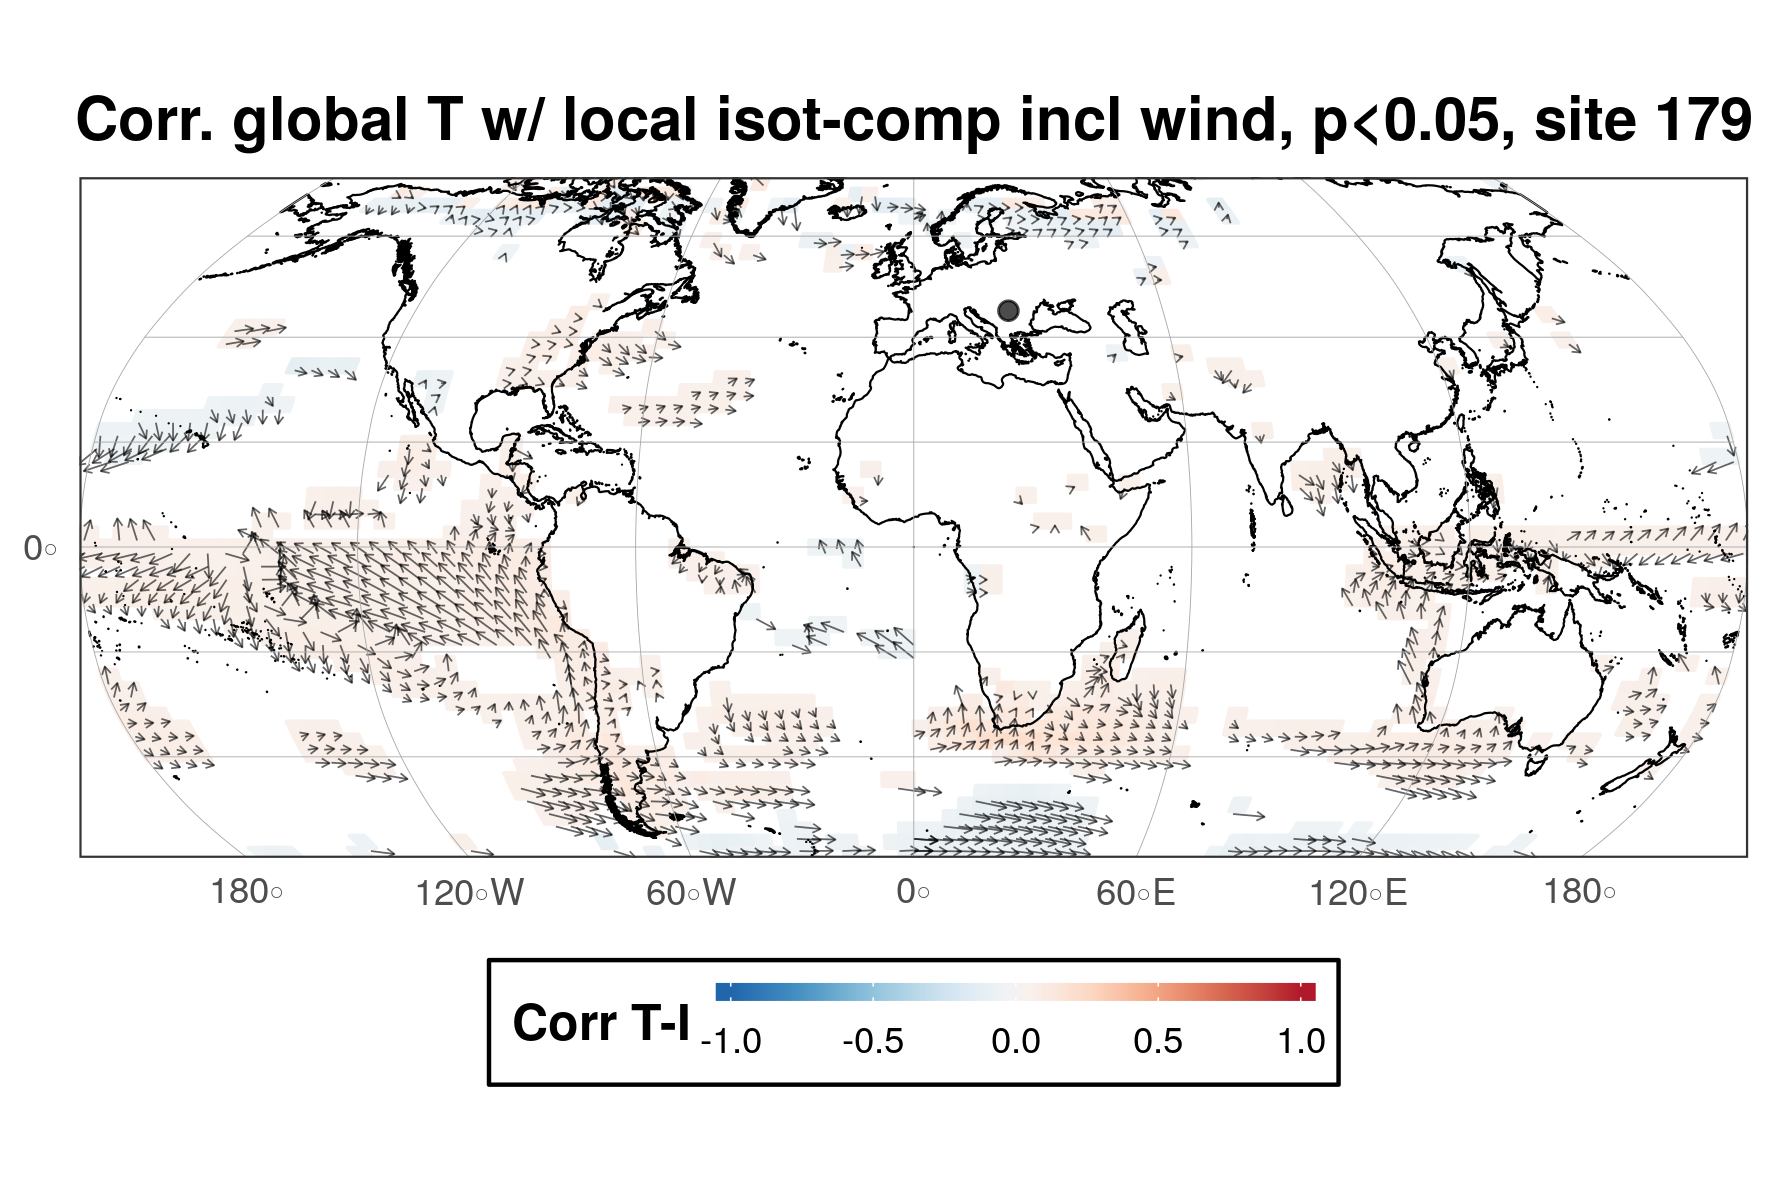 Corr. global T w/ local isot-comp incl wind, p<0.05, site 179
0°
180° 120°W 60°W 0° 60°E 120°E 180°
Corr T-I
-1.0 -0.5 0.0 0.5 1.0